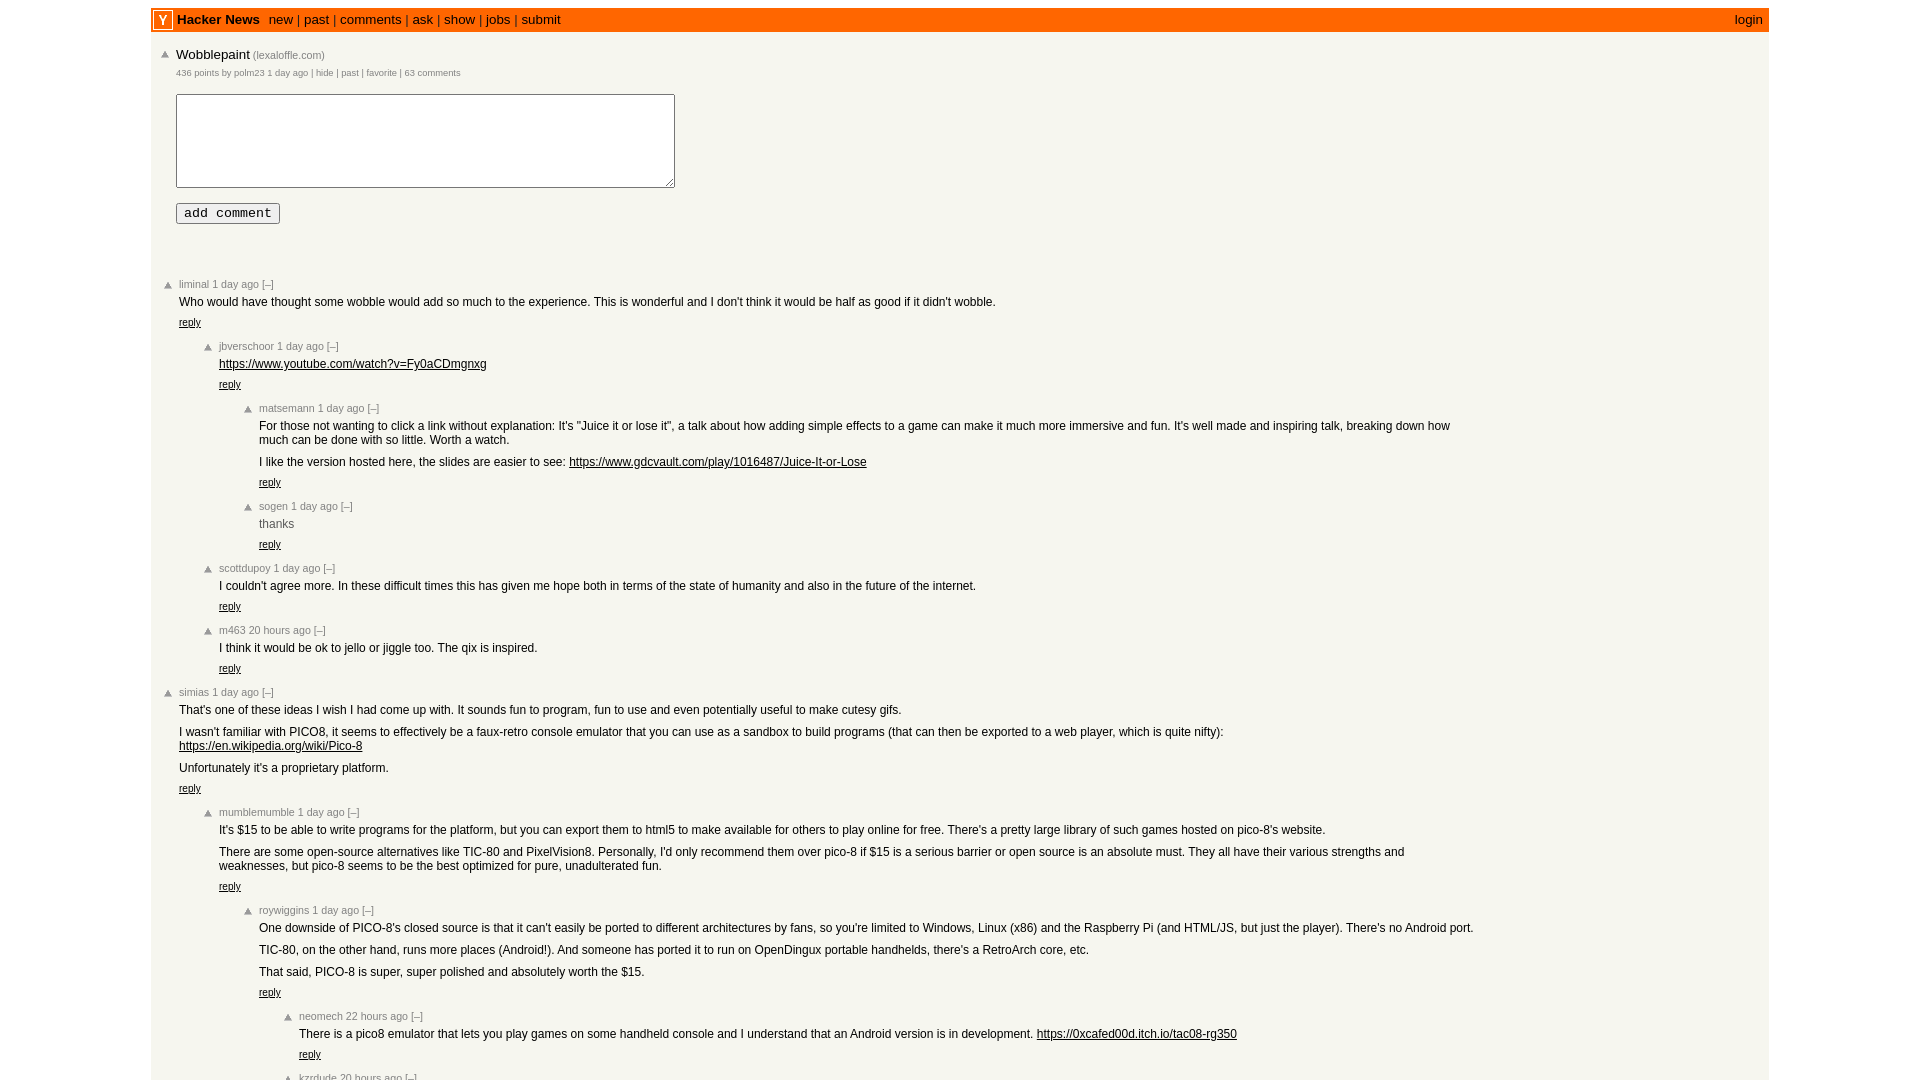 Y Hacker News new | past | comments | ask | show | jobs | submit login
Wobblepaint (lexaloffle.com)
436 points by polm23 1 day ago | hide | past | favorite | 63 comments
add comment
liminal 1 day ago [–]
Who would have thought some wobble would add so much to the experience. This is wonderful and I don't think it would be half as good if it didn't wobble.
reply
jbverschoor 1 day ago [–]
https://www.youtube.com/watch?v=Fy0aCDmgnxg
reply
matsemann 1 day ago [–]
For those not wanting to click a link without explanation: It's "Juice it or lose it", a talk about how adding simple effects to a game can make it much more immersive and fun. It's well made and inspiring talk, breaking down how
much can be done with so little. Worth a watch.
I like the version hosted here, the slides are easier to see: https://www.gdcvault.com/play/1016487/Juice-It-or-Lose
reply
sogen 1 day ago [–]
thanks
reply
scottdupoy 1 day ago [–]
I couldn't agree more. In these difficult times this has given me hope both in terms of the state of humanity and also in the future of the internet.
reply
m463 20 hours ago [–]
I think it would be ok to jello or jiggle too. The qix is inspired.
reply
simias 1 day ago [–]
That's one of these ideas I wish I had come up with. It sounds fun to program, fun to use and even potentially useful to make cutesy gifs.
I wasn't familiar with PICO8, it seems to effectively be a faux-retro console emulator that you can use as a sandbox to build programs (that can then be exported to a web player, which is quite nifty):
https://en.wikipedia.org/wiki/Pico-8
Unfortunately it's a proprietary platform.
reply
mumblemumble 1 day ago [–]
It's $15 to be able to write programs for the platform, but you can export them to html5 to make available for others to play online for free. There's a pretty large library of such games hosted on pico-8's website.
There are some open-source alternatives like TIC-80 and PixelVision8. Personally, I'd only recommend them over pico-8 if $15 is a serious barrier or open source is an absolute must. They all have their various strengths and
weaknesses, but pico-8 seems to be the best optimized for pure, unadulterated fun.
reply
roywiggins 1 day ago [–]
One downside of PICO-8's closed source is that it can't easily be ported to different architectures by fans, so you're limited to Windows, Linux (x86) and the Raspberry Pi (and HTML/JS, but just the player). There's no Android port.
TIC-80, on the other hand, runs more places (Android!). And someone has ported it to run on OpenDingux portable handhelds, there's a RetroArch core, etc.
That said, PICO-8 is super, super polished and absolutely worth the $15.
reply
neomech 22 hours ago [–]
There is a pico8 emulator that lets you play games on some handheld console and I understand that an Android version is in development. https://0xcafed00d.itch.io/tac08-rg350
reply
kzrdude 20 hours ago [–]